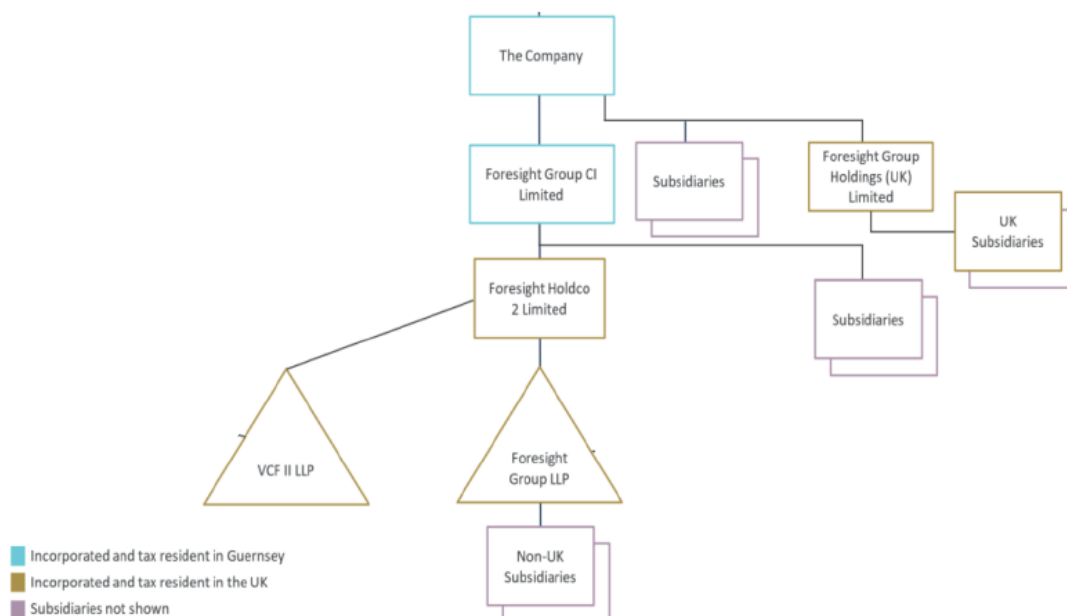 The Company
Foresight Group CI
Limited
Subsidiaries
Foresight Group
Holdings (UK)
Limited
UK
Subsidiaries
Foresight Holdco
2 Limited
Subsidiaries
VCF II LLP
Foresight
Group LLP
Non-UK
Subsidiaries
Incorporated and tax resident in Guernsey
Incorporated and tax resident in the UK
Subsidiaries not shown